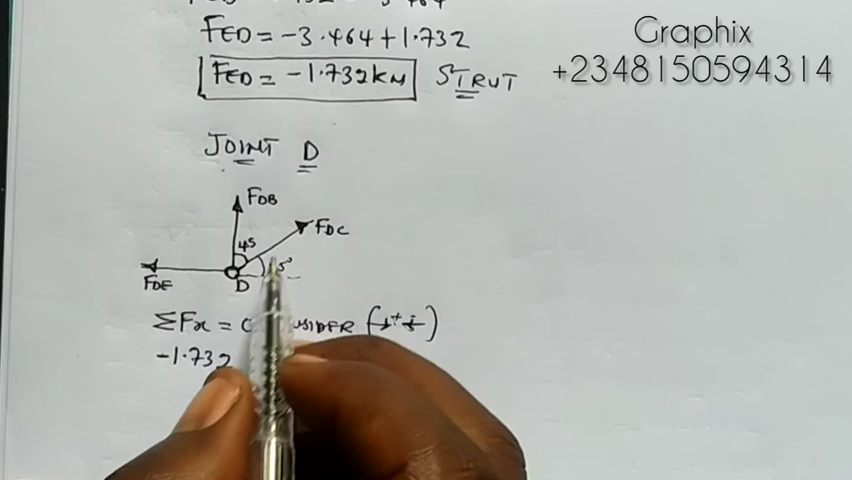 Graphix
+2348150594314
FED = -3.464+1.732
FED = -1.732KN STRUT
JOINT D
FDB
FDC
45
5°
FDE
D
ΣFx =
-1.732